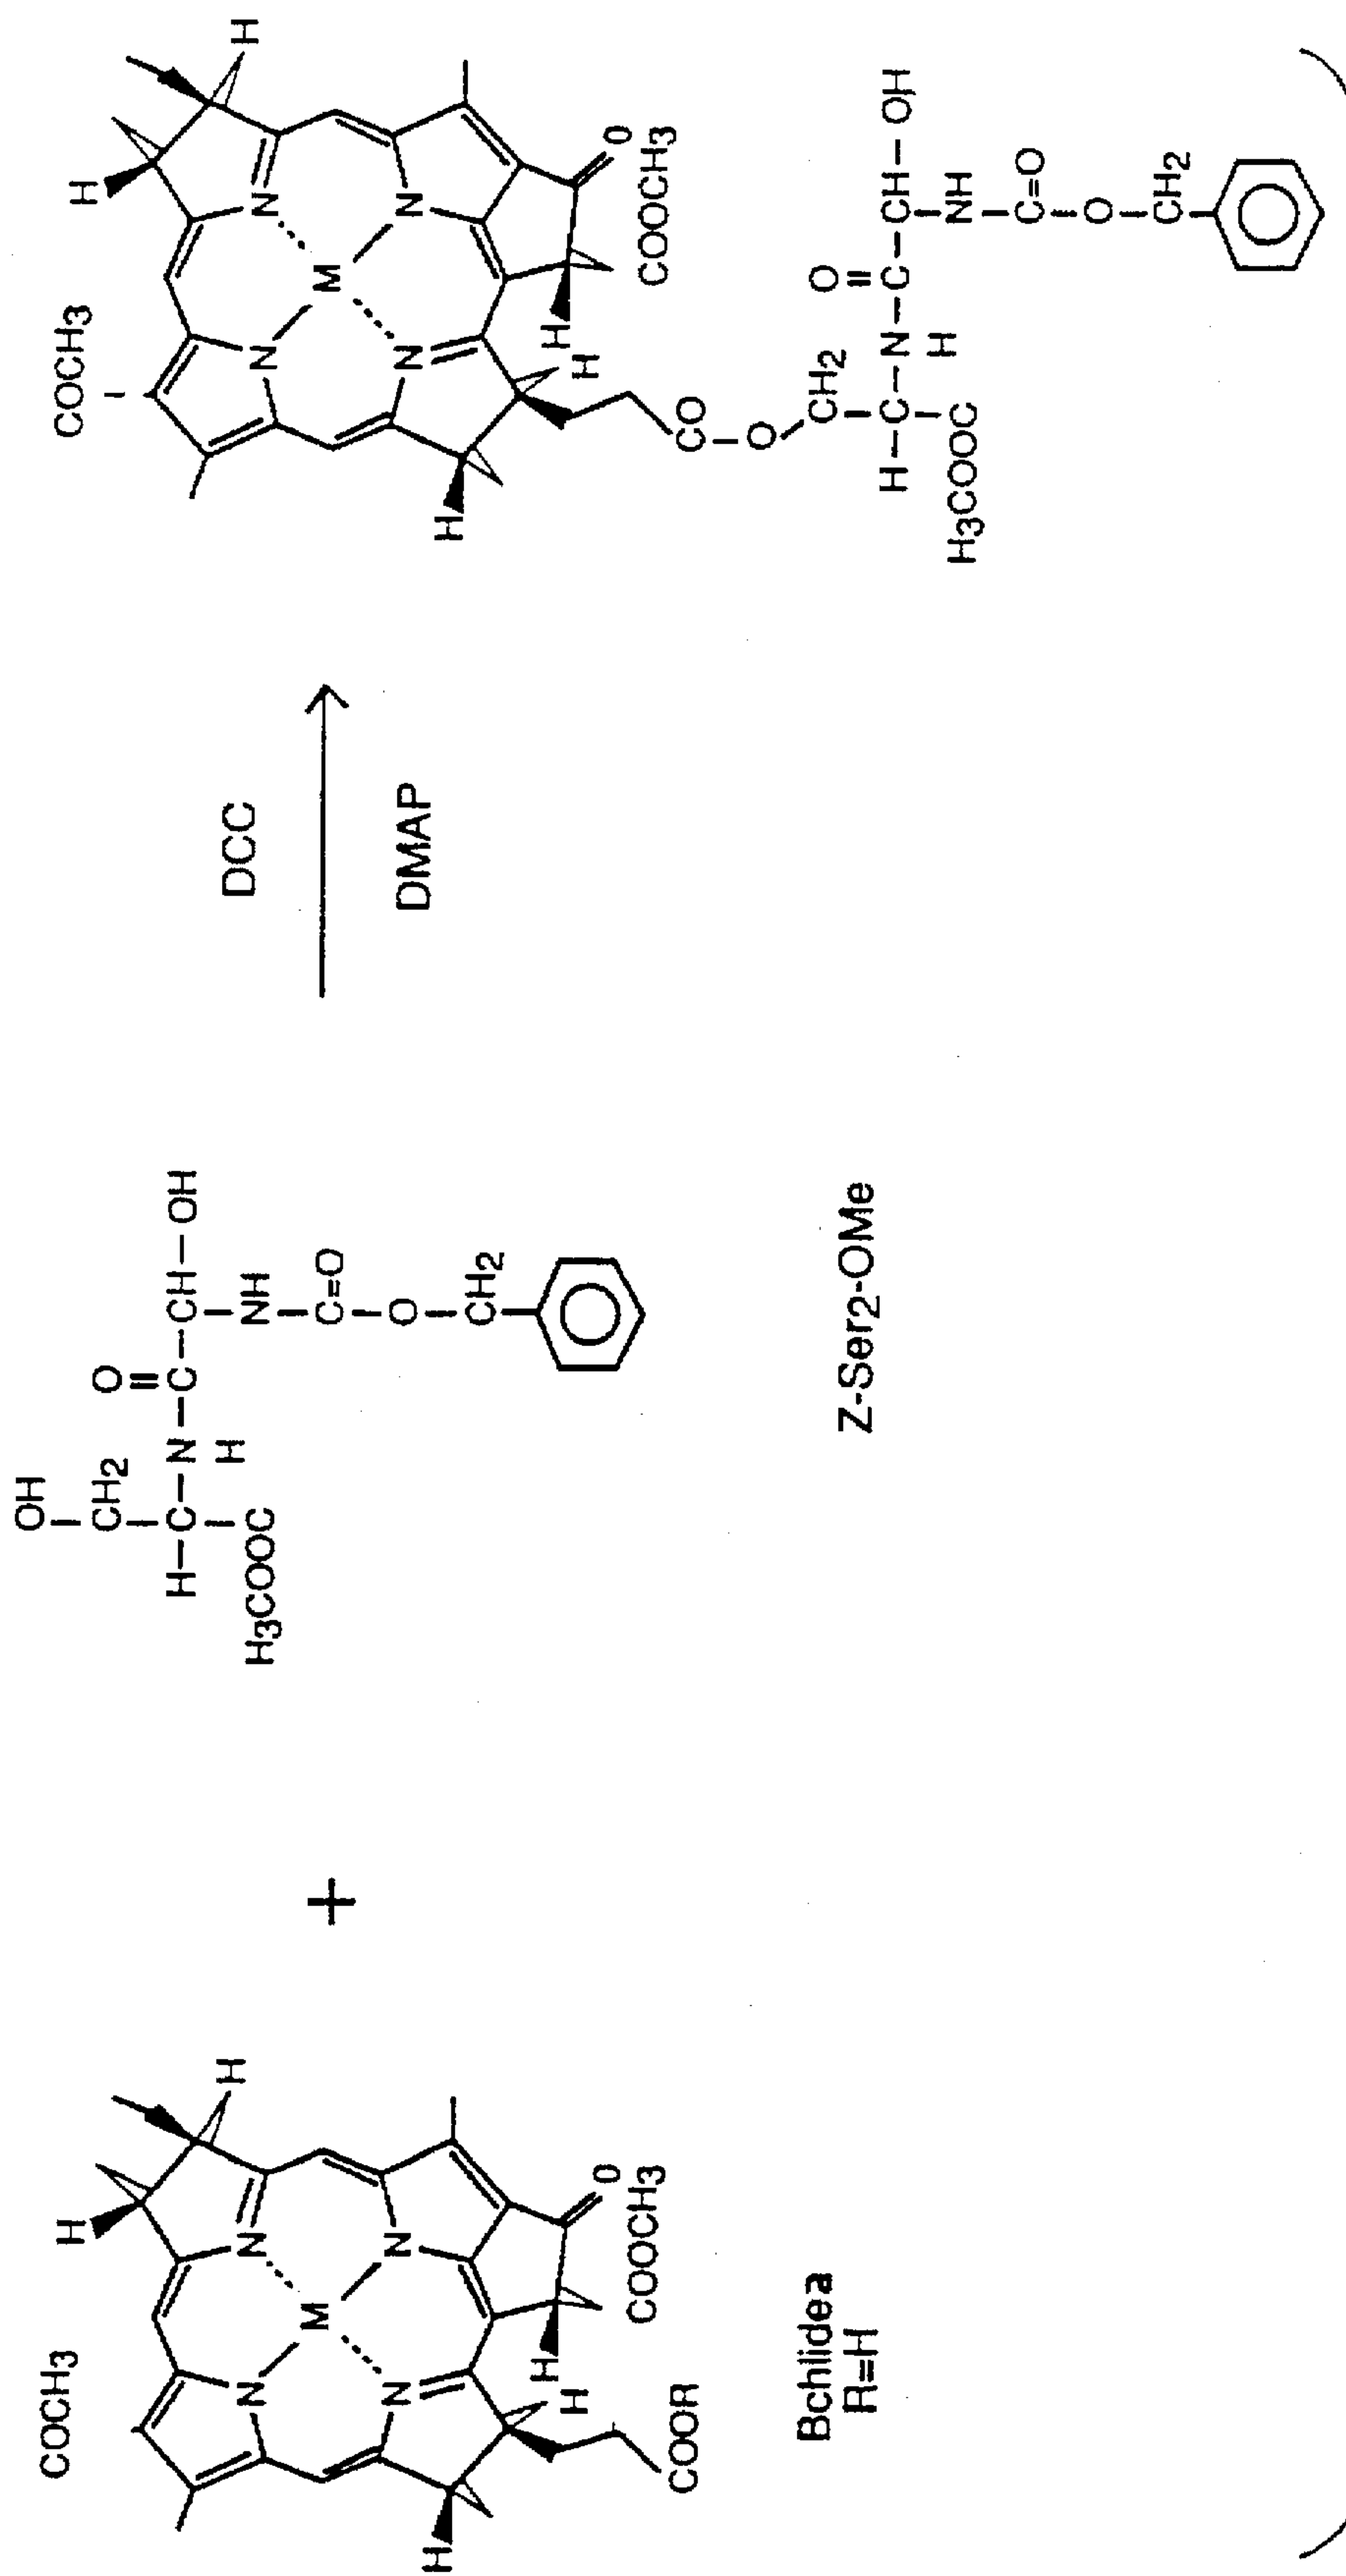 COCH3
H
H
N
N
M
N
N
O
H
H
H
COOCH3
COOR
Bchlidea
R=H
+
OH
CH2
O
H-C-N-C-CH-OH
H
H3COOC
NH
C=O
O
CH2
Z-Ser2-OMe
DCC
DMAP
COCH3
H
H
N
N
M
N
N
O
H
H
H
COOCH3
CO
O
CH2
O
H-C-N-C-CH-OH
H
H3COOC
NH
C=O
O
CH2